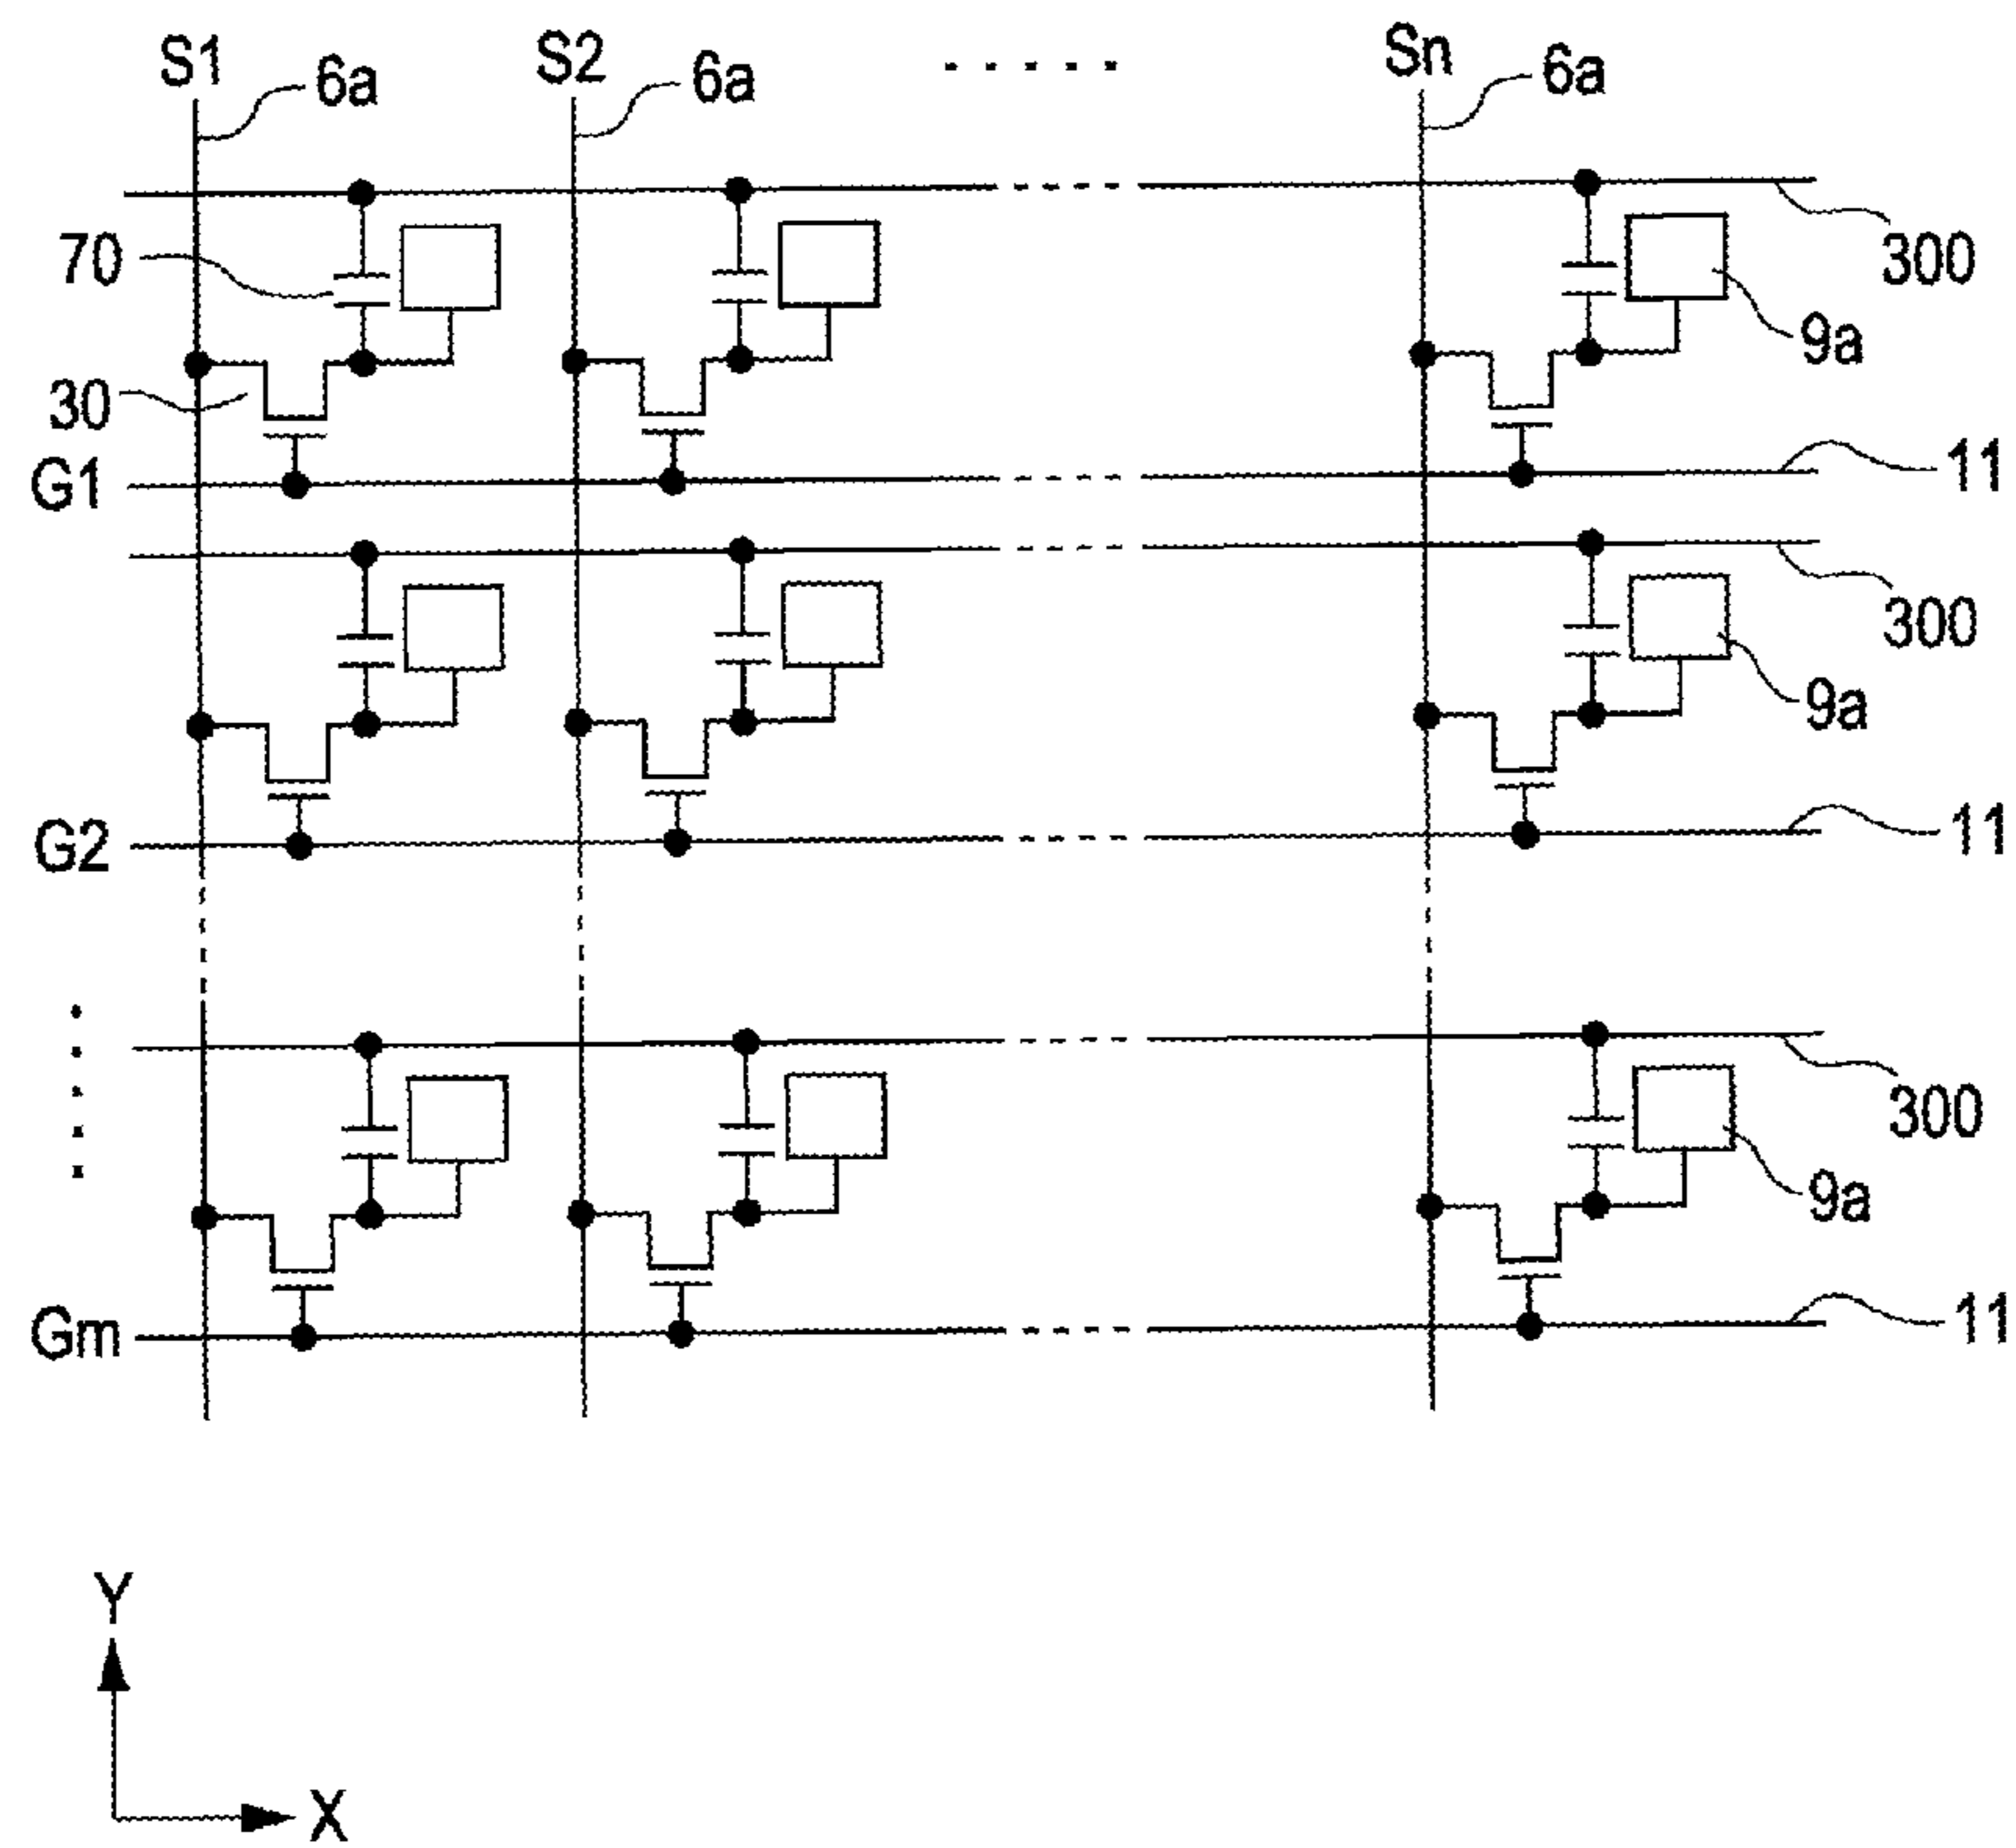 S1 6a S2 6a ..... Sn 6a
300
70
9a
30
G1 11
300
9a
G2 11
300
9a
Gm 11
Y
X